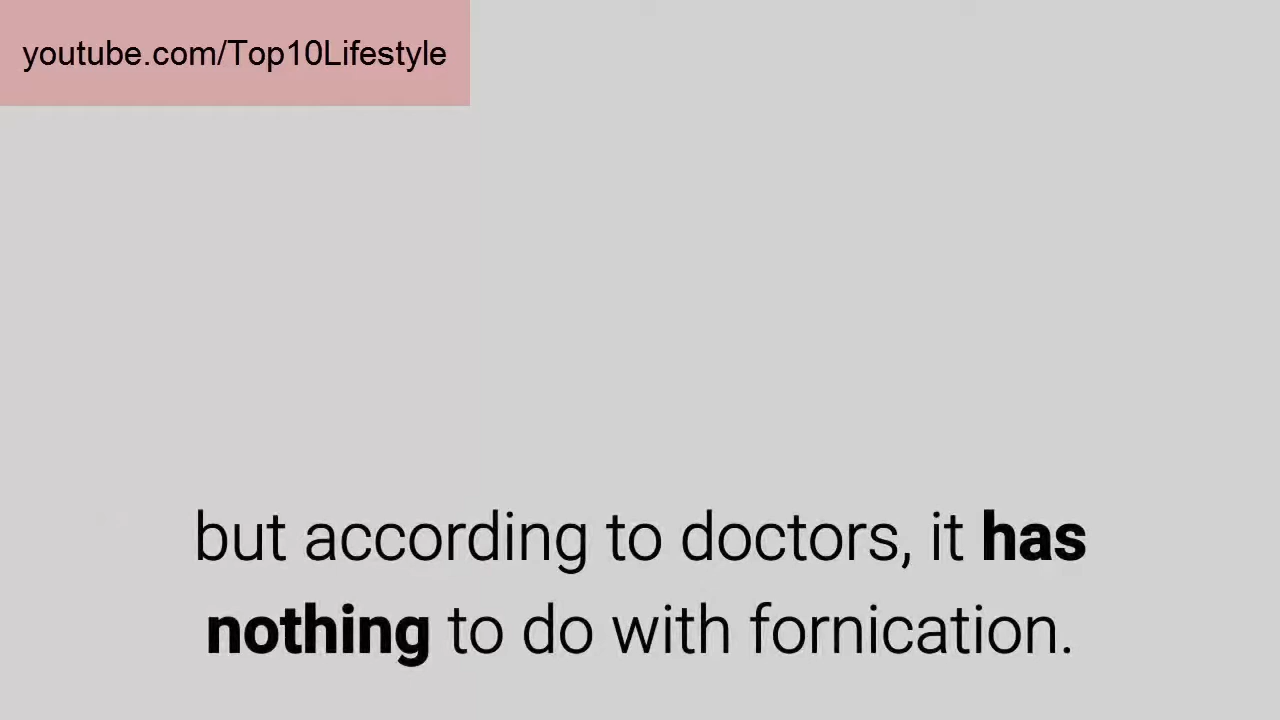 youtube.com/Top10Lifestyle
but according to doctors, it has
nothing to do with fornication.